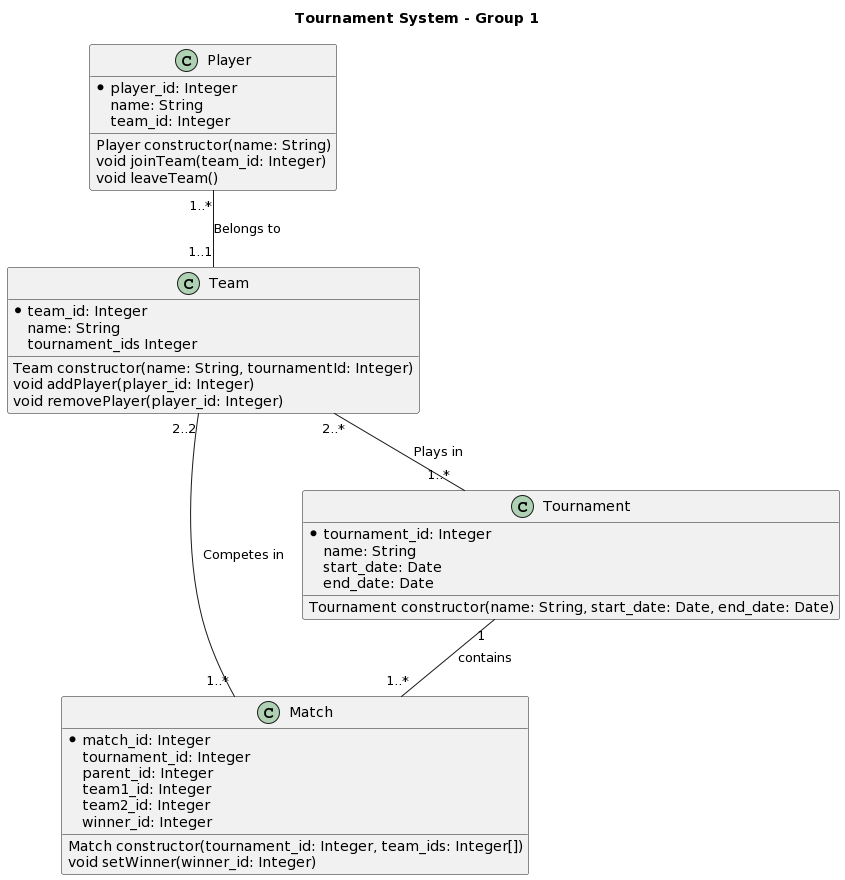 Tournament System - Group 1
C Player
player_id: Integer
name: String
team_id: Integer
Player constructor(name: String)
void joinTeam(team_id: Integer)
void leaveTeam()
1..*
Belongs to
1..1
C Team
team_id: Integer
name: String
tournament_ids Integer
Team constructor(name: String, tournamentId: Integer)
void addPlayer(player_id: Integer)
void removePlayer(player_id: Integer)
2..2
2..*
Plays in
1..*
C Tournament
tournament_id: Integer
name: String
start_date: Date
end_date: Date
Tournament constructor(name: String, start_date: Date, end_date: Date)
Competes in
1
contains
1..*
1..*
C Match
match_id: Integer
tournament_id: Integer
parent_id: Integer
team1_id: Integer
team2_id: Integer
winner_id: Integer
Match constructor(tournament_id: Integer, team_ids: Integer[])
void setWinner(winner_id: Integer)